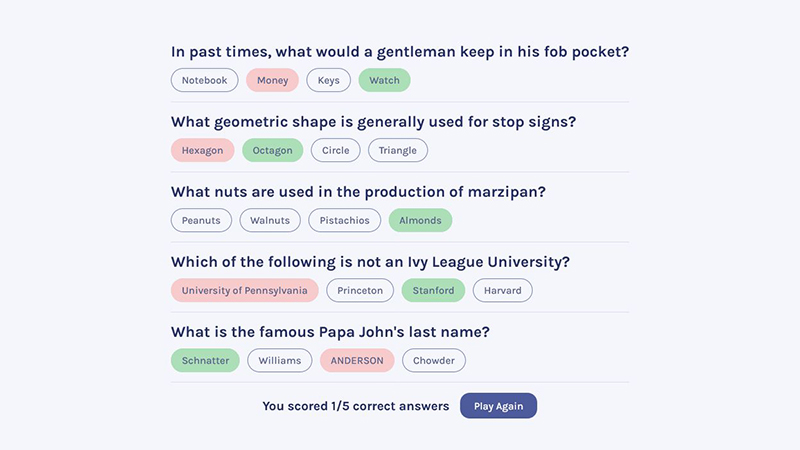 In past times, what would a gentleman keep in his fob pocket?
Notebook Money Keys Watch
What geometric shape is generally used for stop signs?
Hexagon Octagon Circle Triangle
What nuts are used in the production of marzipan?
Peanuts Walnuts Pistachios Almonds
Which of the following is not an Ivy League University?
University of Pennsylvania Princeton Stanford Harvard
What is the famous Papa John's last name?
Schnatter Williams ANDERSON Chowder
You scored 1/5 correct answers Play Again